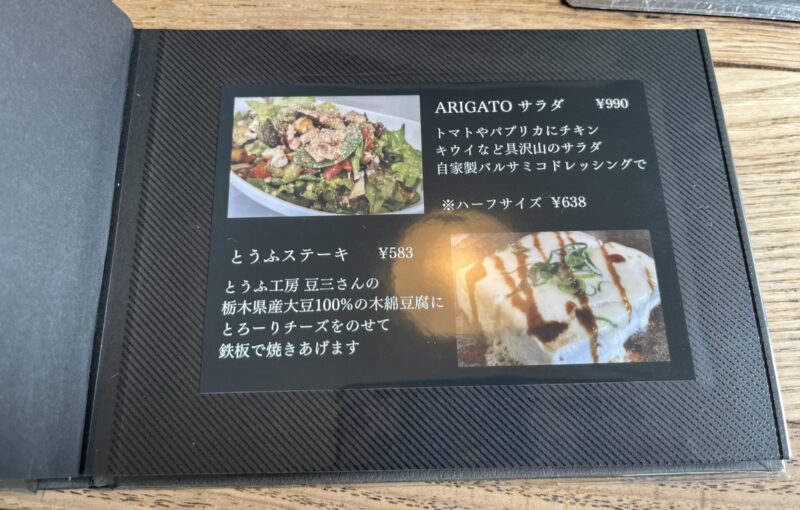 ARIGATO サラダ ¥990
トマトやパプリカにチキン
キウイなど具沢山のサラダ
自家製バルサミコドレッシングで
※ハーフサイズ ¥638
とうふステーキ ¥583
とうふ工房 豆三さんの
栃木県産大豆100%の木綿豆腐に
とろーりチーズをのせて
鉄板で焼きあげます